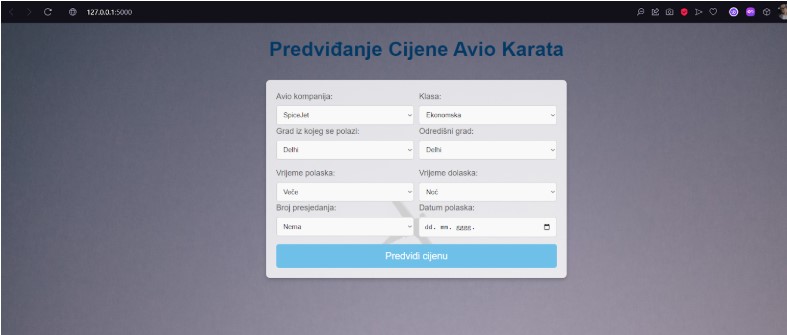 127.0.0.1:5000
Predviđanje Cijene Avio Karata
Avio kompanija: Klasa:
SpiceJet Ekonomska
Grad iz kojeg se polazi: Odredišni grad:
Delhi Delhi
Vrijeme polaska: Vrijeme dolaska:
Veče Noć
Broj presjedanja: Datum polaska:
Nema dd. mm. gggg.
Predvidi cijenu